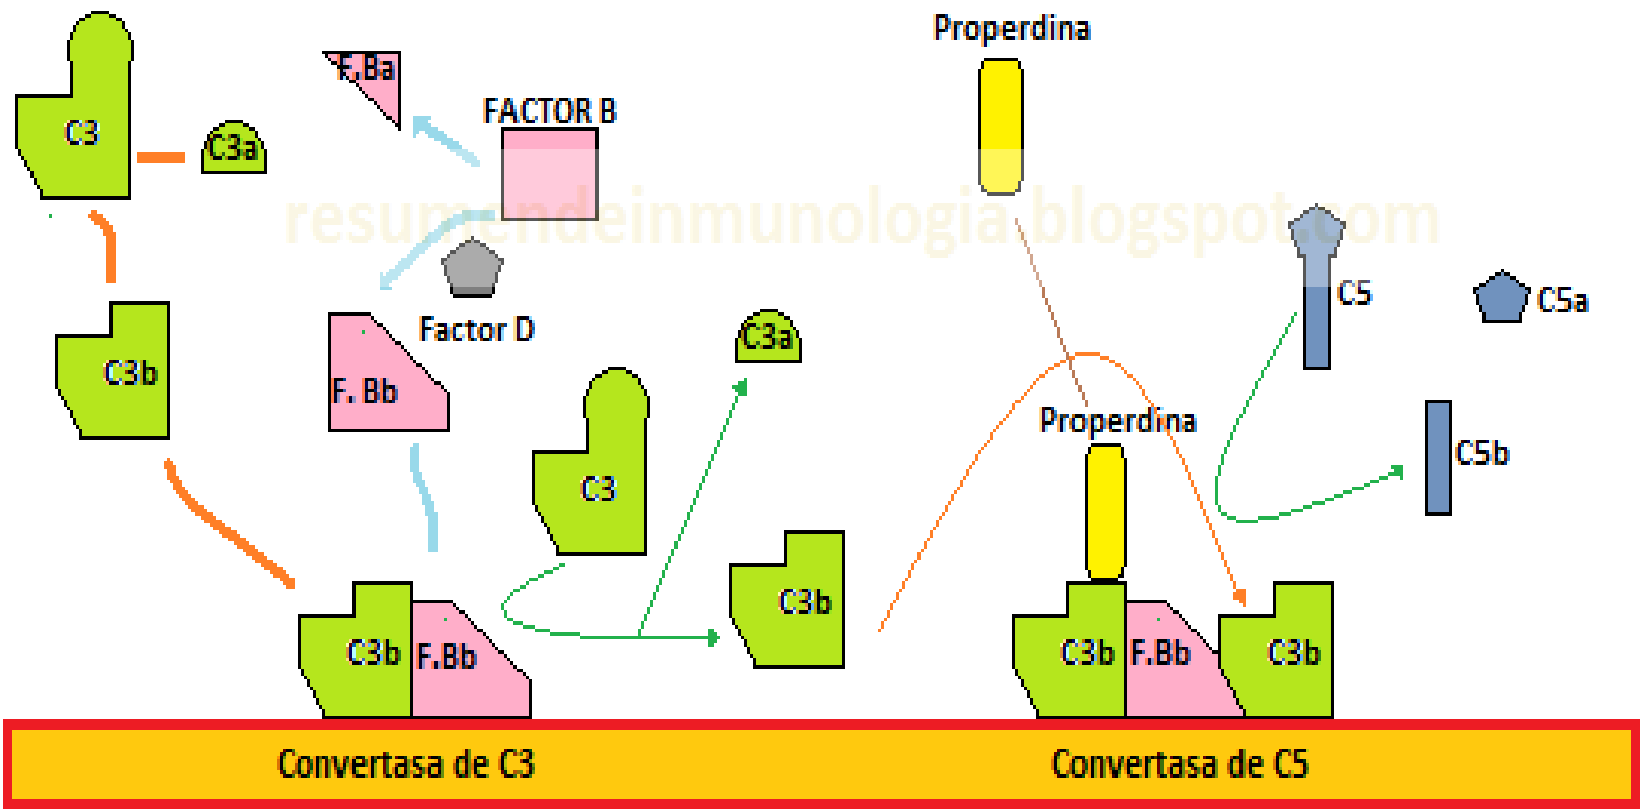 Properdina
F.Ba
FACTOR B
C3
C3a
resumendeinmunologia.blogspot.com
C5
C5a
Factor D
C3a
C3b
F. Bb
Properdina
C5b
C3
C3b
C3b
F.Bb
C3b
F.Bb
C3b
Convertasa de C3
Convertasa de C5